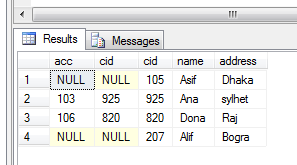 Results Messages
acc cid cid name address
1 NULL NULL 105 Asif Dhaka
2 103 925 925 Ana sylhet
3 106 820 820 Dona Raj
4 NULL NULL 207 Alif Bogra